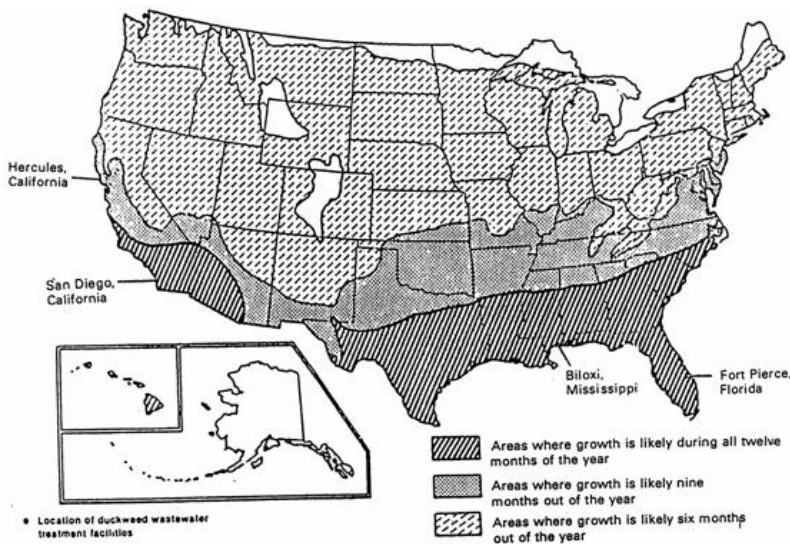 Hercules,
California
San Diego,
California
Biloxi,
Mississippi
Fort Pierce,
Florida
Areas where growth is likely during all twelve
months of the year
Areas where growth is likely nine
months out of the year
Areas where growth is likely six months
out of the year
• Location of duckweed wastewater
treatment facilities